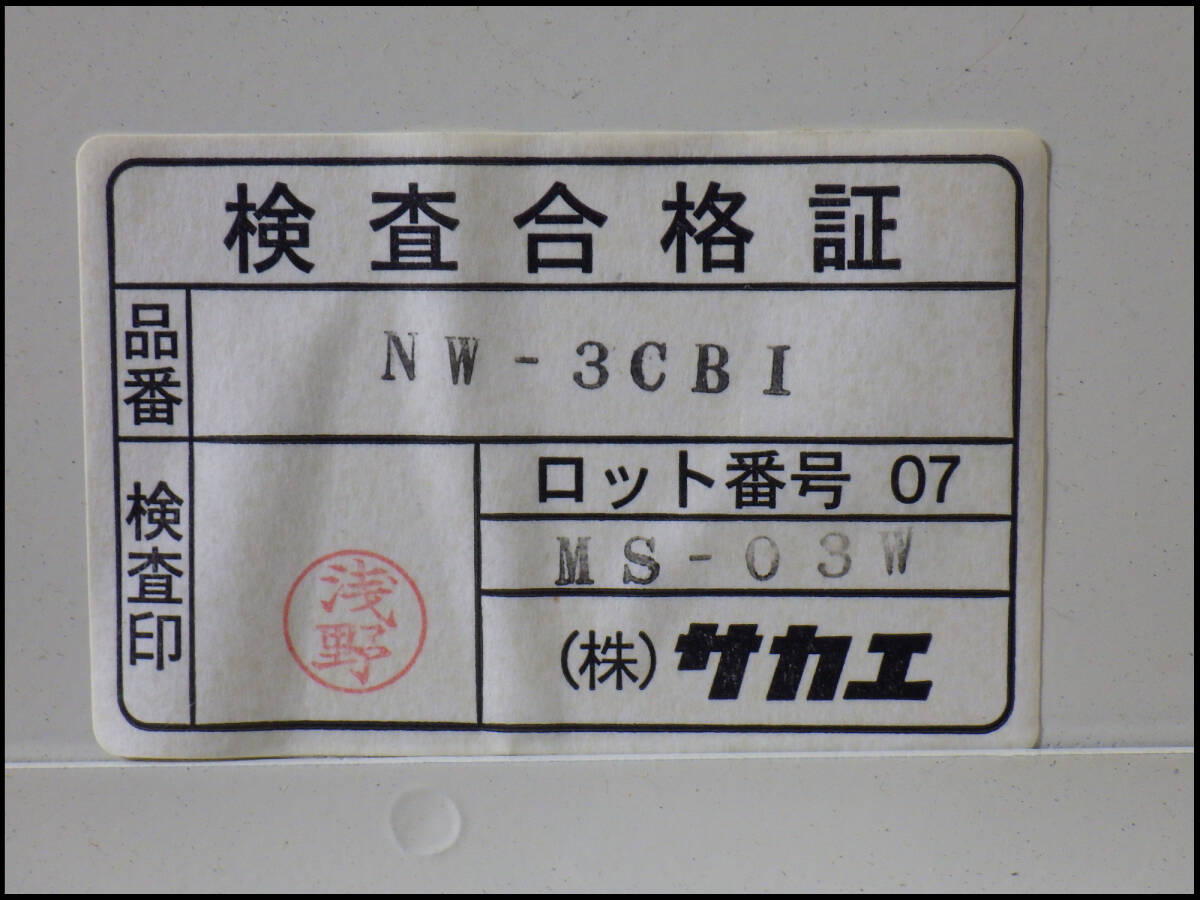 検査合格証
品番
NW-3CBI
検査印
浅野
ロット番号 07
MS-03W
(株)サカエ